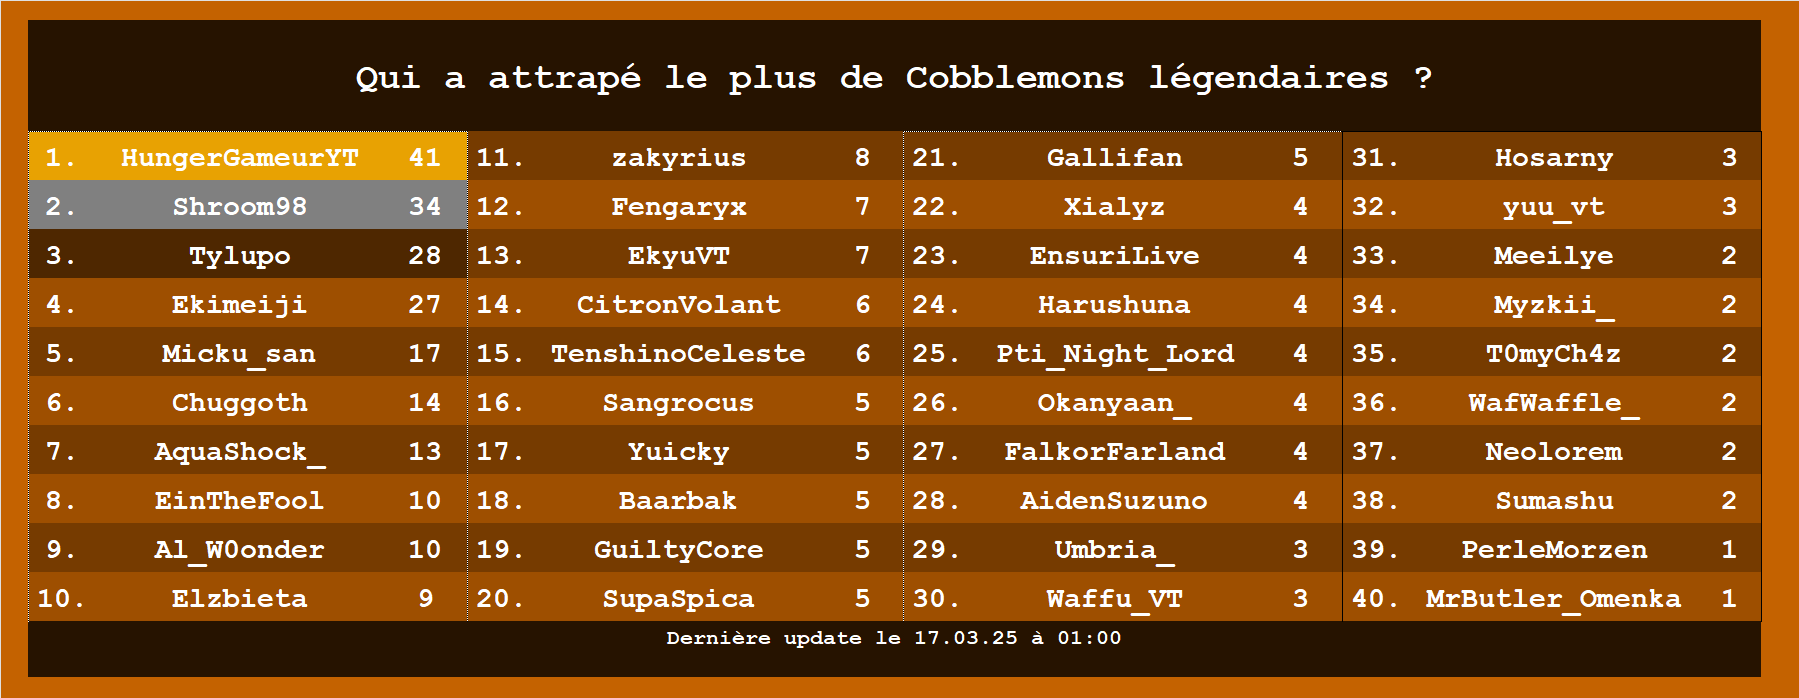 Qui a attrapé le plus de Cobblemons légendaires ?
1. HungerGameurYT 41
2. Shroom98 34
3. Tylupo 28
4. Ekimeiji 27
5. Micku_san 17
6. Chuggoth 14
7. AquaShock_ 13
8. EinTheFool 10
9. Al_W0onder 10
10. Elzbieta 9
11. zakyrius 8
12. Fengaryx 7
13. EkyuVT 7
14. CitronVolant 6
15. TenshinoCeleste 6
16. Sangrocus 5
17. Yuicky 5
18. Baarbak 5
19. GuiltyCore 5
20. SupaSpica 5
21. Gallifan 5
22. Xialyz 4
23. EnsuriLive 4
24. Harushuna 4
25. Pti_Night_Lord 4
26. Okanyaan_ 4
27. FalkorFarland 4
28. AidenSuzuno 4
29. Umbria_ 3
30. Waffu_VT 3
31. Hosarny 3
32. yuu_vt 3
33. Meeilye 2
34. Myzkii_ 2
35. T0myCh4z 2
36. WafWaffle_ 2
37. Neolorem 2
38. Sumashu 2
39. PerleMorzen 1
40. MrButler_Omenka 1
Dernière update le 17.03.25 à 01:00